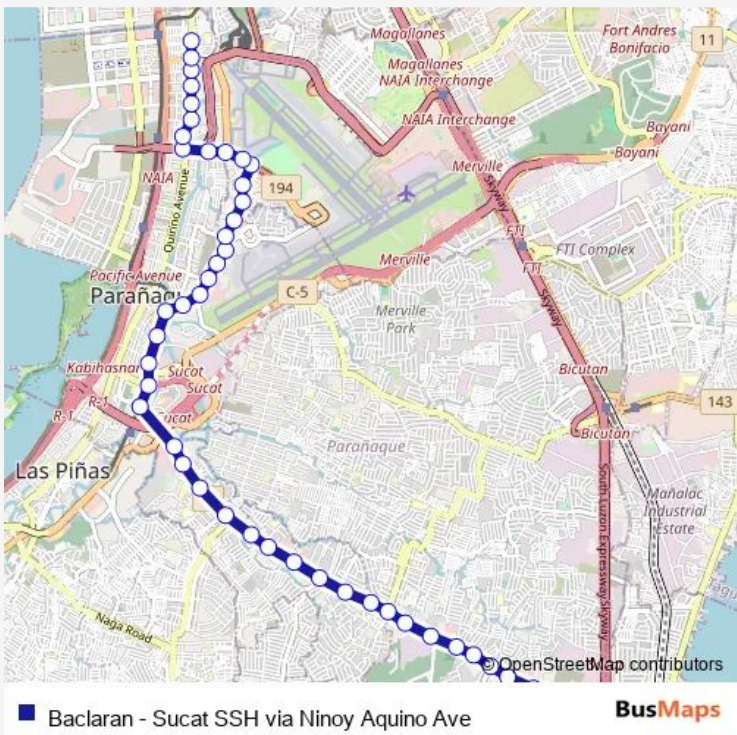 Magallanes
Fort Andres
Bonifacio
11
Magallanes
NAIA Interchange
NAIA Interchange
Bayani
Bayani
NAIA
Merville
Skyway
194
Quirino Avenue
FTI
FTI Complex
FTI
Merville
Pacific Avenue
Parañaqu
C-5
Skyway
Merville
Park
Kabihasnan
Sucat
Sucat
Bicutan
R-1
R-1
Sucat
143
Bicutan
Parañaque
Las Piñas
South Luzon Expressway
Skyway
Mañalac
Industrial
Estate
Naga Road
© OpenStreetMap contributors
Baclaran - Sucat SSH via Ninoy Aquino Ave
BusMaps